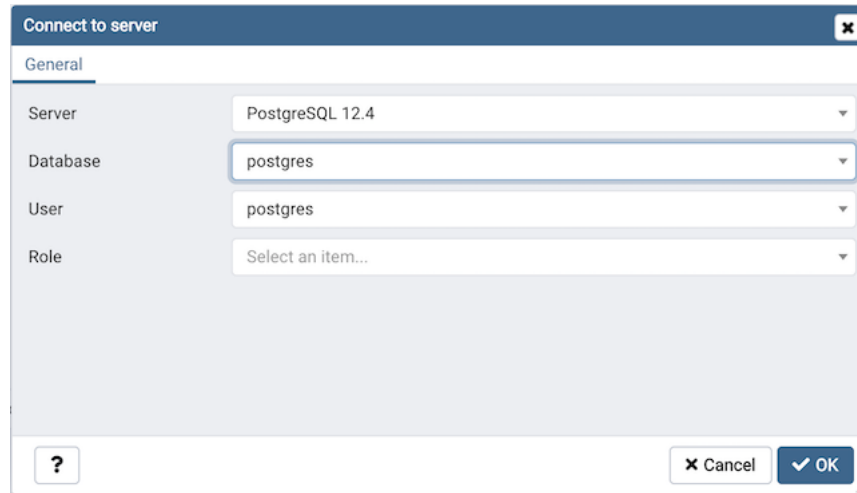 Connect to server
General
Server PostgreSQL 12.4
Database postgres
User postgres
Role Select an item...
? Cancel OK